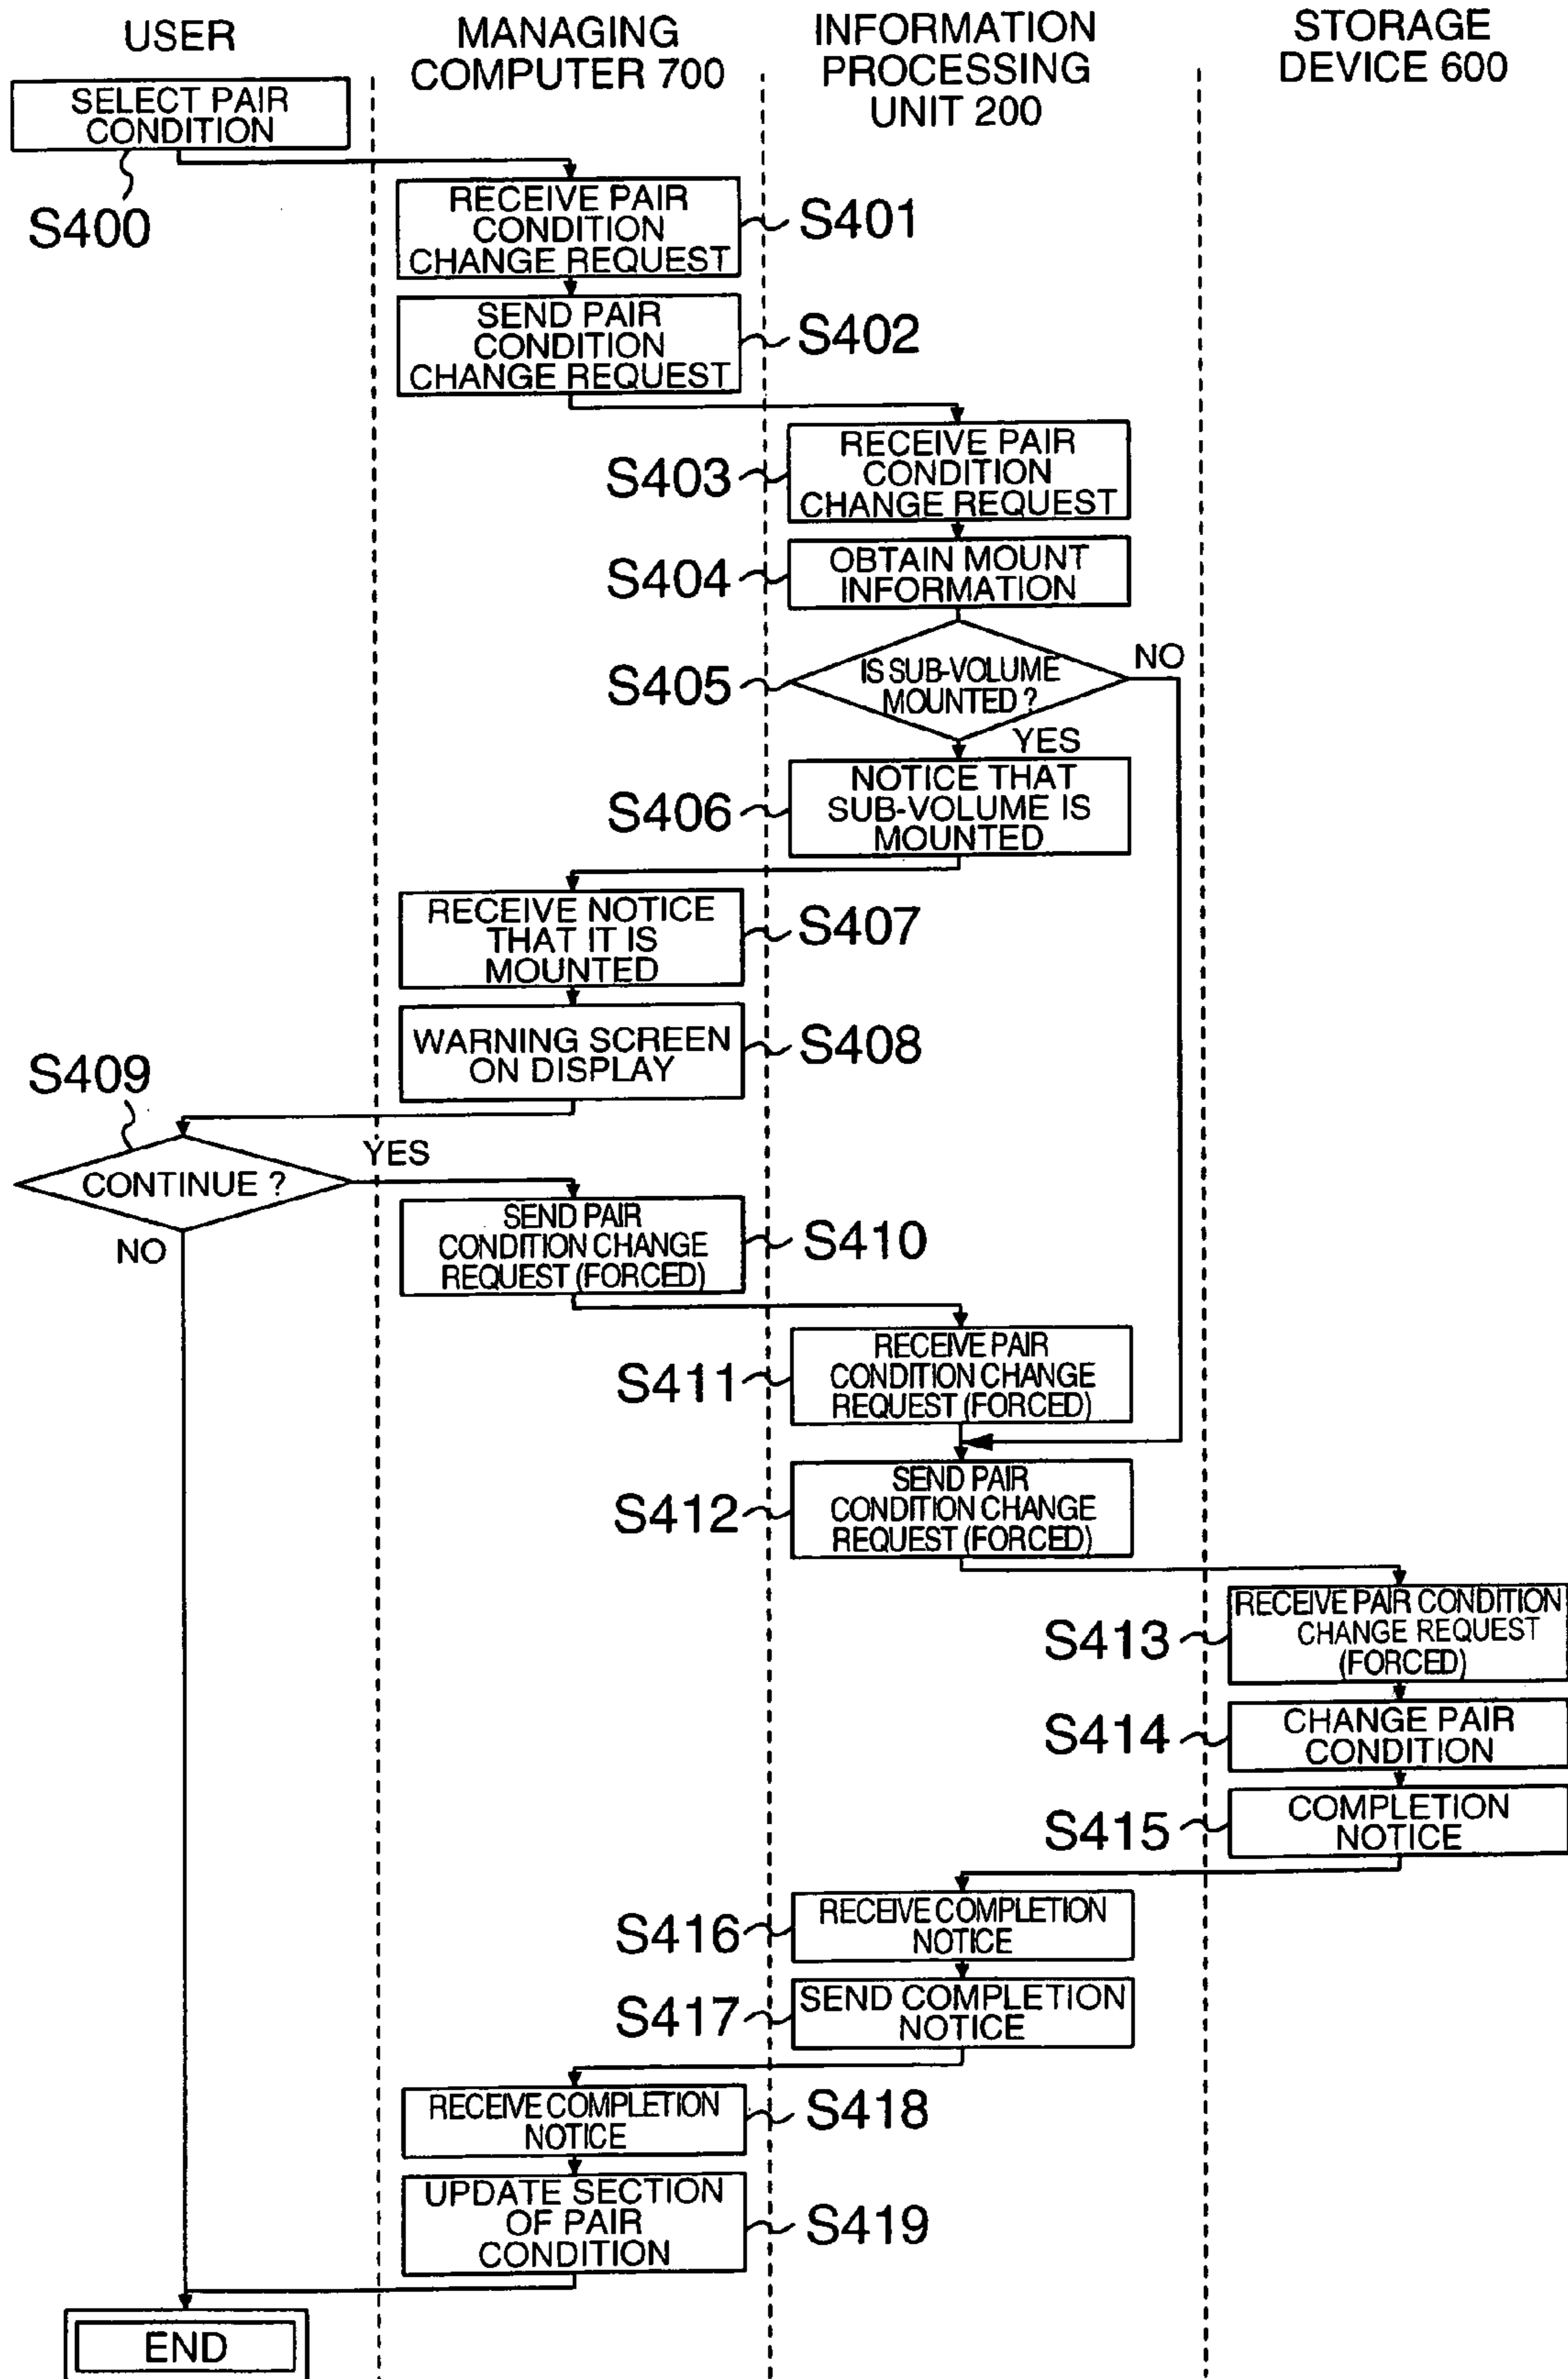 USER
MANAGING
COMPUTER 700
INFORMATION
PROCESSING
UNIT 200
STORAGE
DEVICE 600
SELECT PAIR
CONDITION
S400
RECEIVE PAIR
CONDITION
CHANGE REQUEST
S401
SEND PAIR
CONDITION
CHANGE REQUEST
S402
RECEIVE PAIR
CONDITION
CHANGE REQUEST
S403
OBTAIN MOUNT
INFORMATION
S404
IS SUB-VOLUME
MOUNTED ?
S405
NO
YES
NOTICE THAT
SUB-VOLUME IS
MOUNTED
S406
RECEIVE NOTICE
THAT IT IS
MOUNTED
S407
WARNING SCREEN
ON DISPLAY
S408
S409
CONTINUE ?
YES
NO
SEND PAIR
CONDITION CHANGE
REQUEST (FORCED)
S410
RECEIVE PAIR
CONDITION CHANGE
REQUEST (FORCED)
S411
SEND PAIR
CONDITION CHANGE
REQUEST (FORCED)
S412
RECEIVE PAIR CONDITION
CHANGE REQUEST
(FORCED)
S413
CHANGE PAIR
CONDITION
S414
COMPLETION
NOTICE
S415
RECEIVE COMPLETION
NOTICE
S416
SEND COMPLETION
NOTICE
S417
RECEIVE COMPLETION
NOTICE
S418
UPDATE SECTION
OF PAIR
CONDITION
S419
END